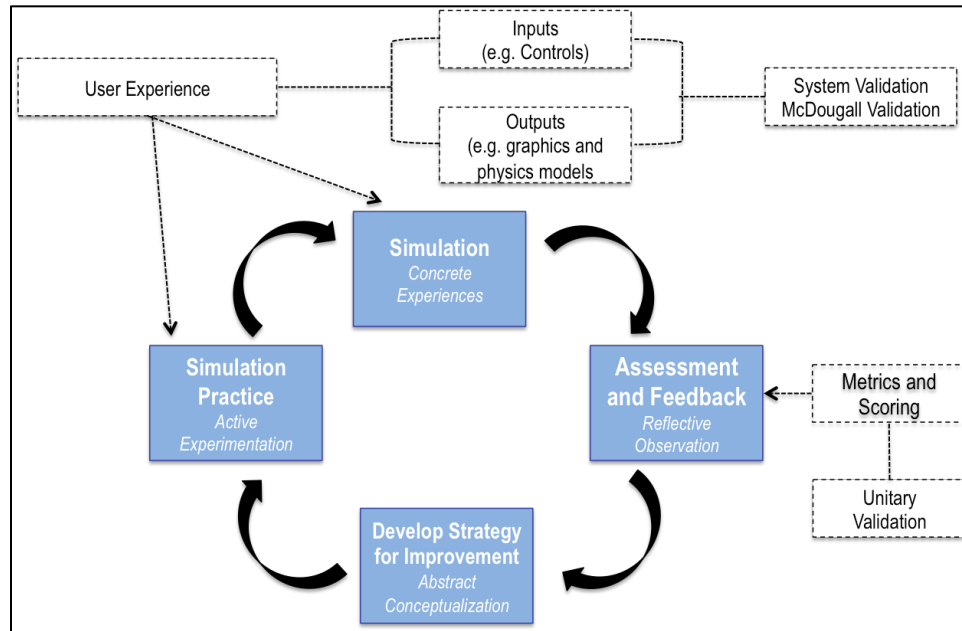 Inputs
(e.g. Controls)
User Experience
System Validation
McDougall Validation
Outputs
(e.g. graphics and
physics models
Simulation
Concrete
Experiences
Simulation
Practice
Active
Experimentation
Assessment
and Feedback
Reflective
Observation
Metrics and
Scoring
Unitary
Validation
Develop Strategy
for Improvement
Abstract
Conceptualization